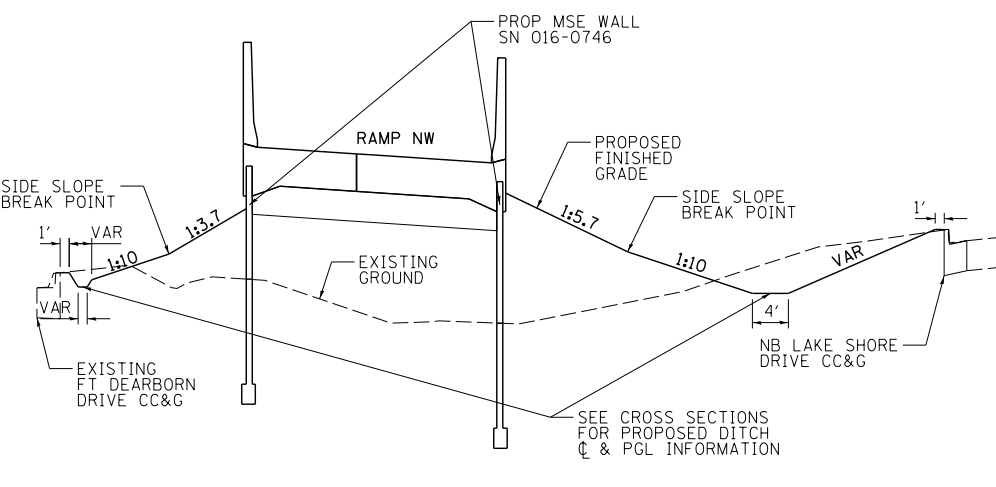 PROP MSE WALL
SN 016-0746
RAMP NW
PROPOSED
FINISHED
GRADE
SIDE SLOPE
BREAK POINT
SIDE SLOPE
BREAK POINT
1:3.7
1:5.7
1'
VAR
1'
1:10
EXISTING
GROUND
1:10
VAR
VAR
4'
NB LAKE SHORE
DRIVE CC&G
EXISTING
FT DEARBORN
DRIVE CC&G
SEE CROSS SECTIONS
FOR PROPOSED DITCH
℄ & PGL INFORMATION